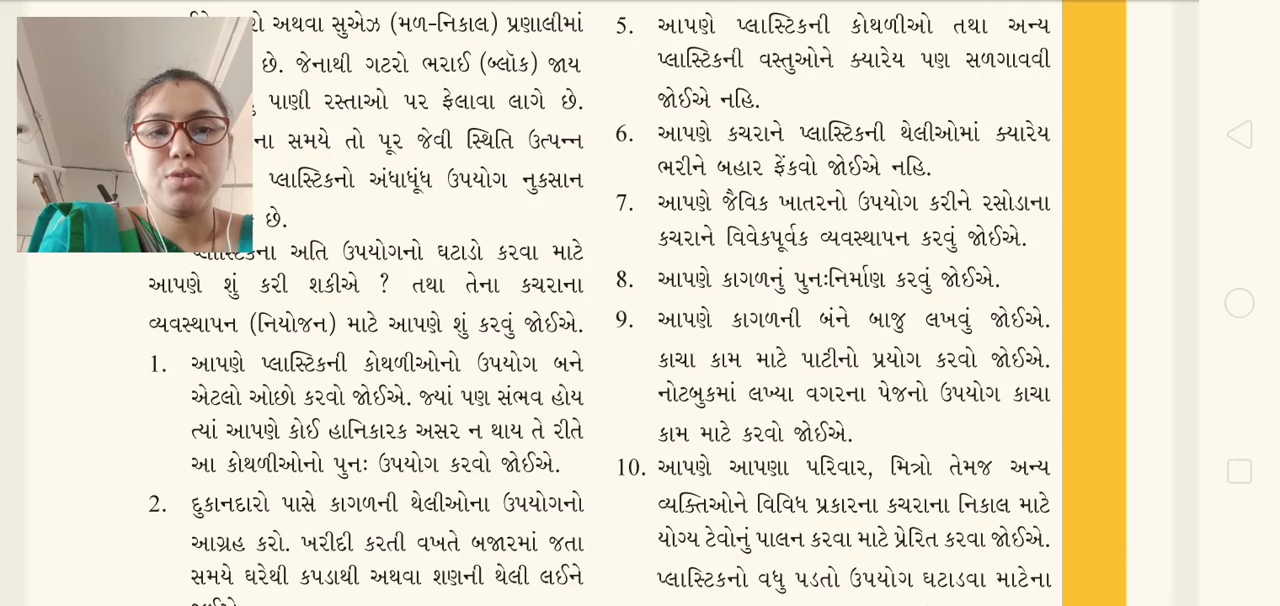 અથવા સુએઝ (મળ-નિકાલ) પ્રણાલીમાં
છે. જેનાથી ગટરો ભરાઈ (બ્લૉક) જાય
પાણી રસ્તાઓ પર ફેલાવા લાગે છે.
ના સમયે તો પૂર જેવી સ્થિતિ ઉત્પન્ન
પ્લાસ્ટિકનો અંધાધૂંધ ઉપયોગ નુકસાન
છે.
પ્લાસ્ટિકના અતિ ઉપયોગનો ઘટાડો કરવા માટે
આપણે શું કરી શકીએ ? તથા તેના કચરાના
વ્યવસ્થાપન (નિયોજન) માટે આપણે શું કરવું જોઈએ.
1. આપણે પ્લાસ્ટિકની કોથળીઓનો ઉપયોગ બને
એટલો ઓછો કરવો જોઈએ. જ્યાં પણ સંભવ હોય
ત્યાં આપણે કોઈ હાનિકારક અસર ન થાય તે રીતે
આ કોથળીઓનો પુનઃ ઉપયોગ કરવો જોઈએ.
2. દુકાનદારો પાસે કાગળની થેલીઓના ઉપયોગનો
આગ્રહ કરો. ખરીદી કરતી વખતે બજારમાં જતા
સમયે ઘરેથી કપડાથી અથવા શણની થેલી લઈને
5. આપણે પ્લાસ્ટિકની કોથળીઓ તથા અન્ય
પ્લાસ્ટિકની વસ્તુઓને ક્યારેય પણ સળગાવવી
જોઈએ નહિ.
6. આપણે કચરાને પ્લાસ્ટિકની થેલીઓમાં ક્યારેય
ભરીને બહાર ફેંકવો જોઈએ નહિ.
7. આપણે જૈવિક ખાતરનો ઉપયોગ કરીને રસોડાના
કચરાને વિવેકપૂર્વક વ્યવસ્થાપન કરવું જોઈએ.
8. આપણે કાગળનું પુનઃનિર્માણ કરવું જોઈએ.
9. આપણે કાગળની બંને બાજુ લખવું જોઈએ.
કાચા કામ માટે પાટીનો પ્રયોગ કરવો જોઈએ.
નોટબુકમાં લખ્યા વગરના પેજનો ઉપયોગ કાચા
કામ માટે કરવો જોઈએ.
10. આપણે આપણા પરિવાર, મિત્રો તેમજ અન્ય
વ્યક્તિઓને વિવિધ પ્રકારના કચરાના નિકાલ માટે
યોગ્ય ટેવોનું પાલન કરવા માટે પ્રેરિત કરવા જોઈએ.
પ્લાસ્ટિકનો વધુ પડતો ઉપયોગ ઘટાડવા માટેના